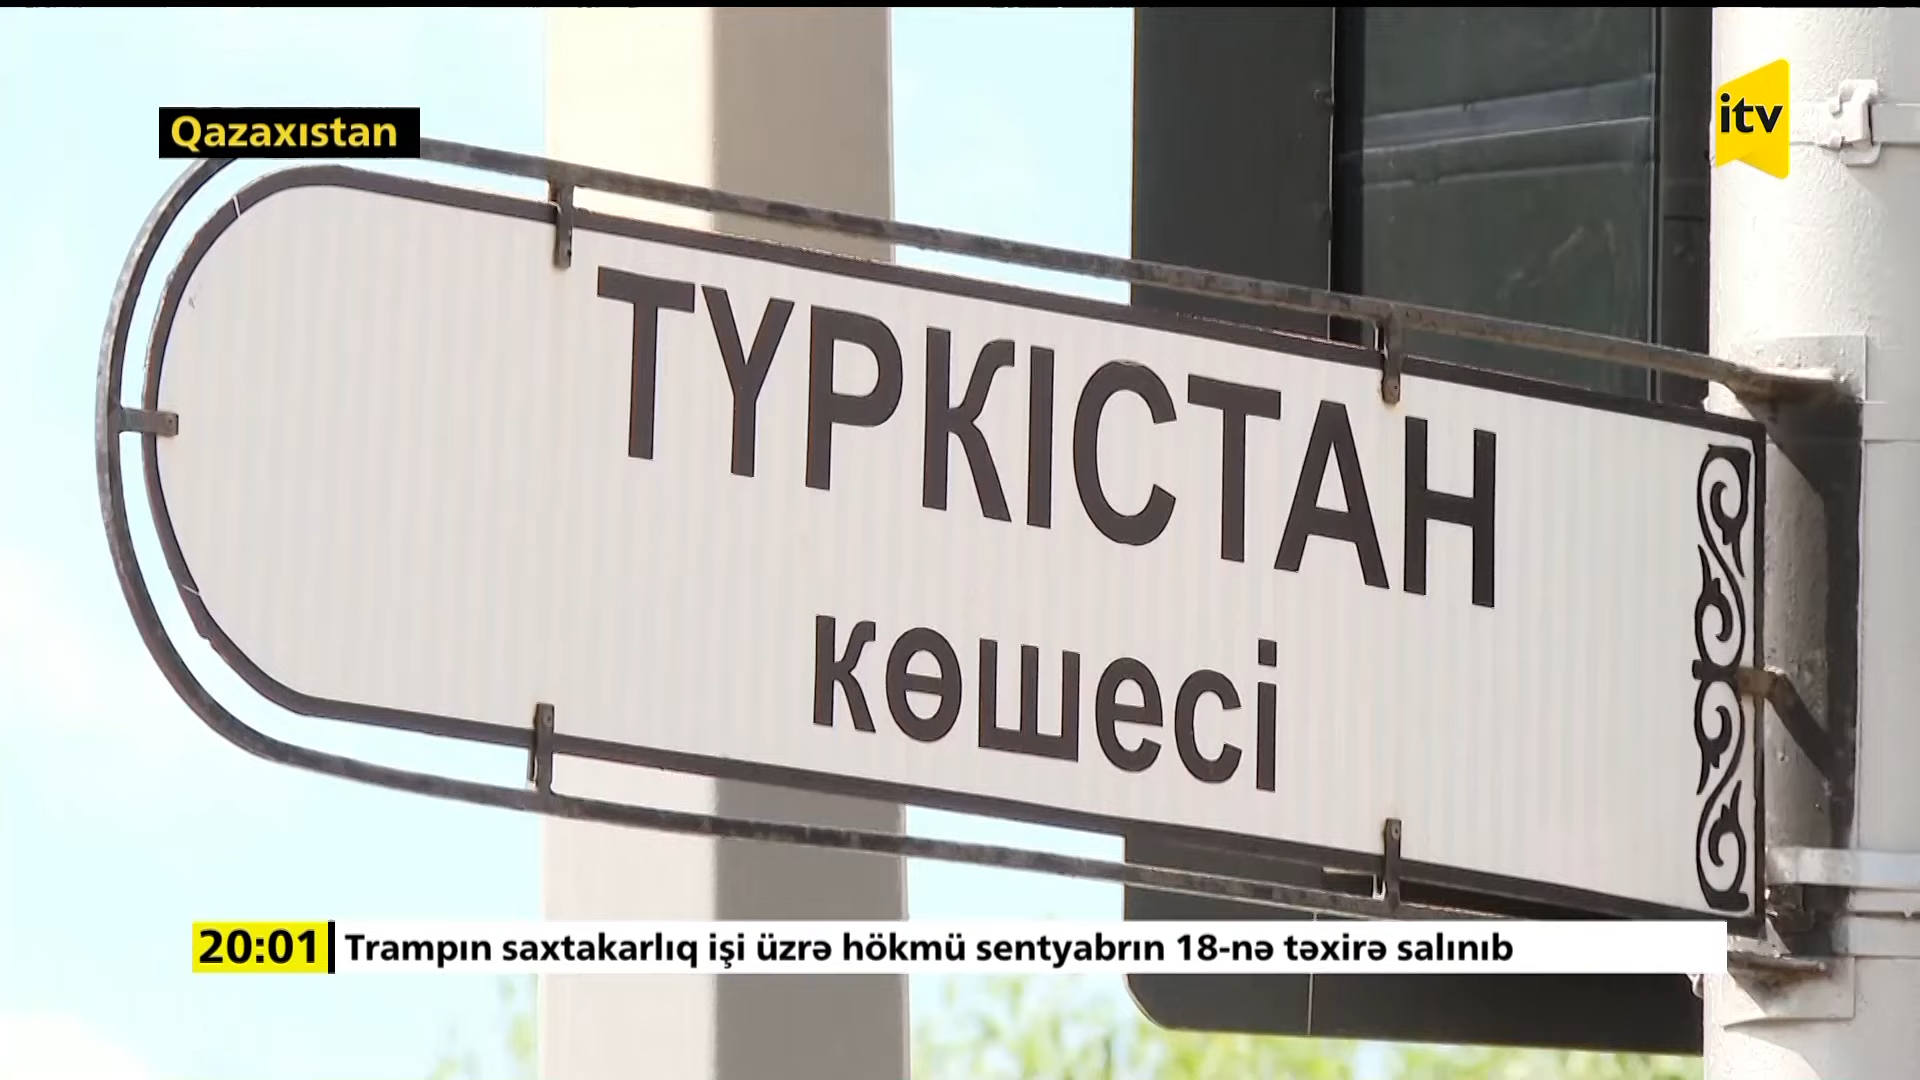 Qazaxıstan
itv
ТҮРКІСТАН
көшесі
20:01 Trampın saxtakarlıq işi üzrə hökmü sentyabrın 18-nə təxirə salınıb